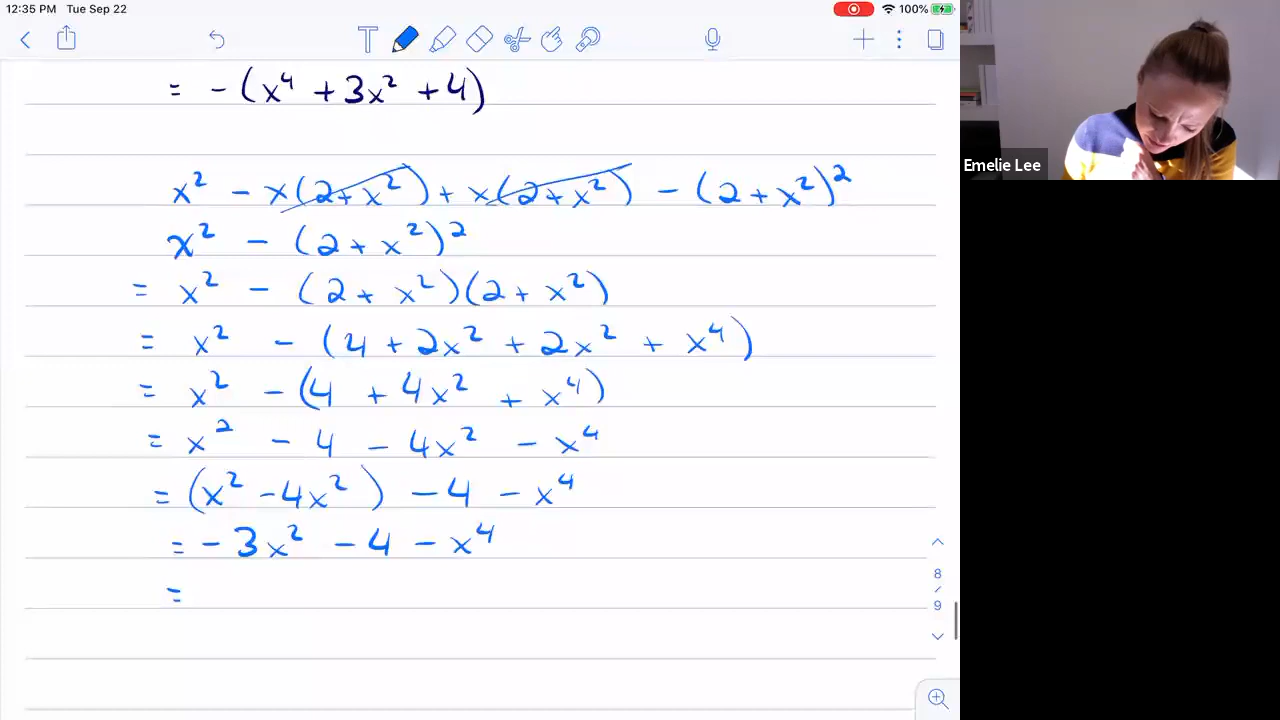 12:35 PM Tue Sep 22
100%
= -(x⁴ + 3x² + 4)
x² - x(2 + x²) + x(2 + x²) - (2 + x²)²
x² - (2 + x²)²
= x² - (2 + x²)(2 + x²)
= x² - (4 + 2x² + 2x² + x⁴)
= x² - (4 + 4x² + x⁴)
= x² - 4 - 4x² - x⁴
= (x² - 4x²) - 4 - x⁴
= -3x² - 4 - x⁴
=
8
/
9
Emelie Lee